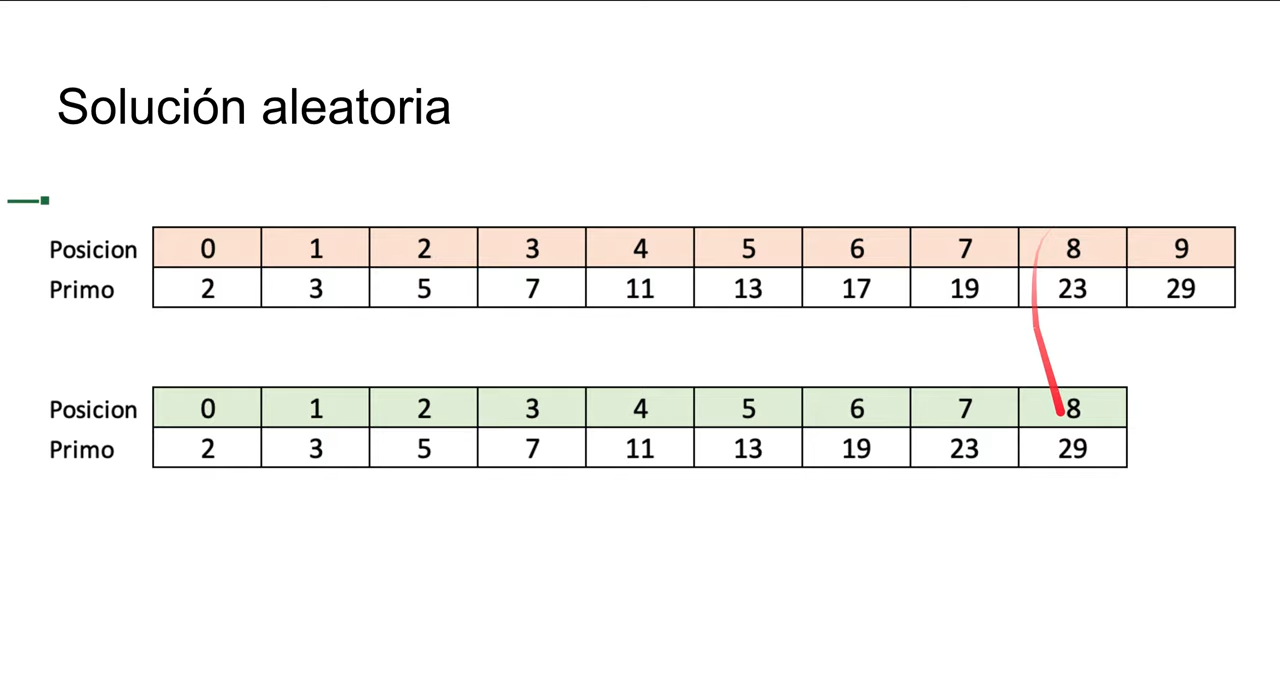 Solución aleatoria
Posicion 0 1 2 3 4 5 6 7 8 9
Primo 2 3 5 7 11 13 17 19 23 29
Posicion 0 1 2 3 4 5 6 7 8
Primo 2 3 5 7 11 13 19 23 29